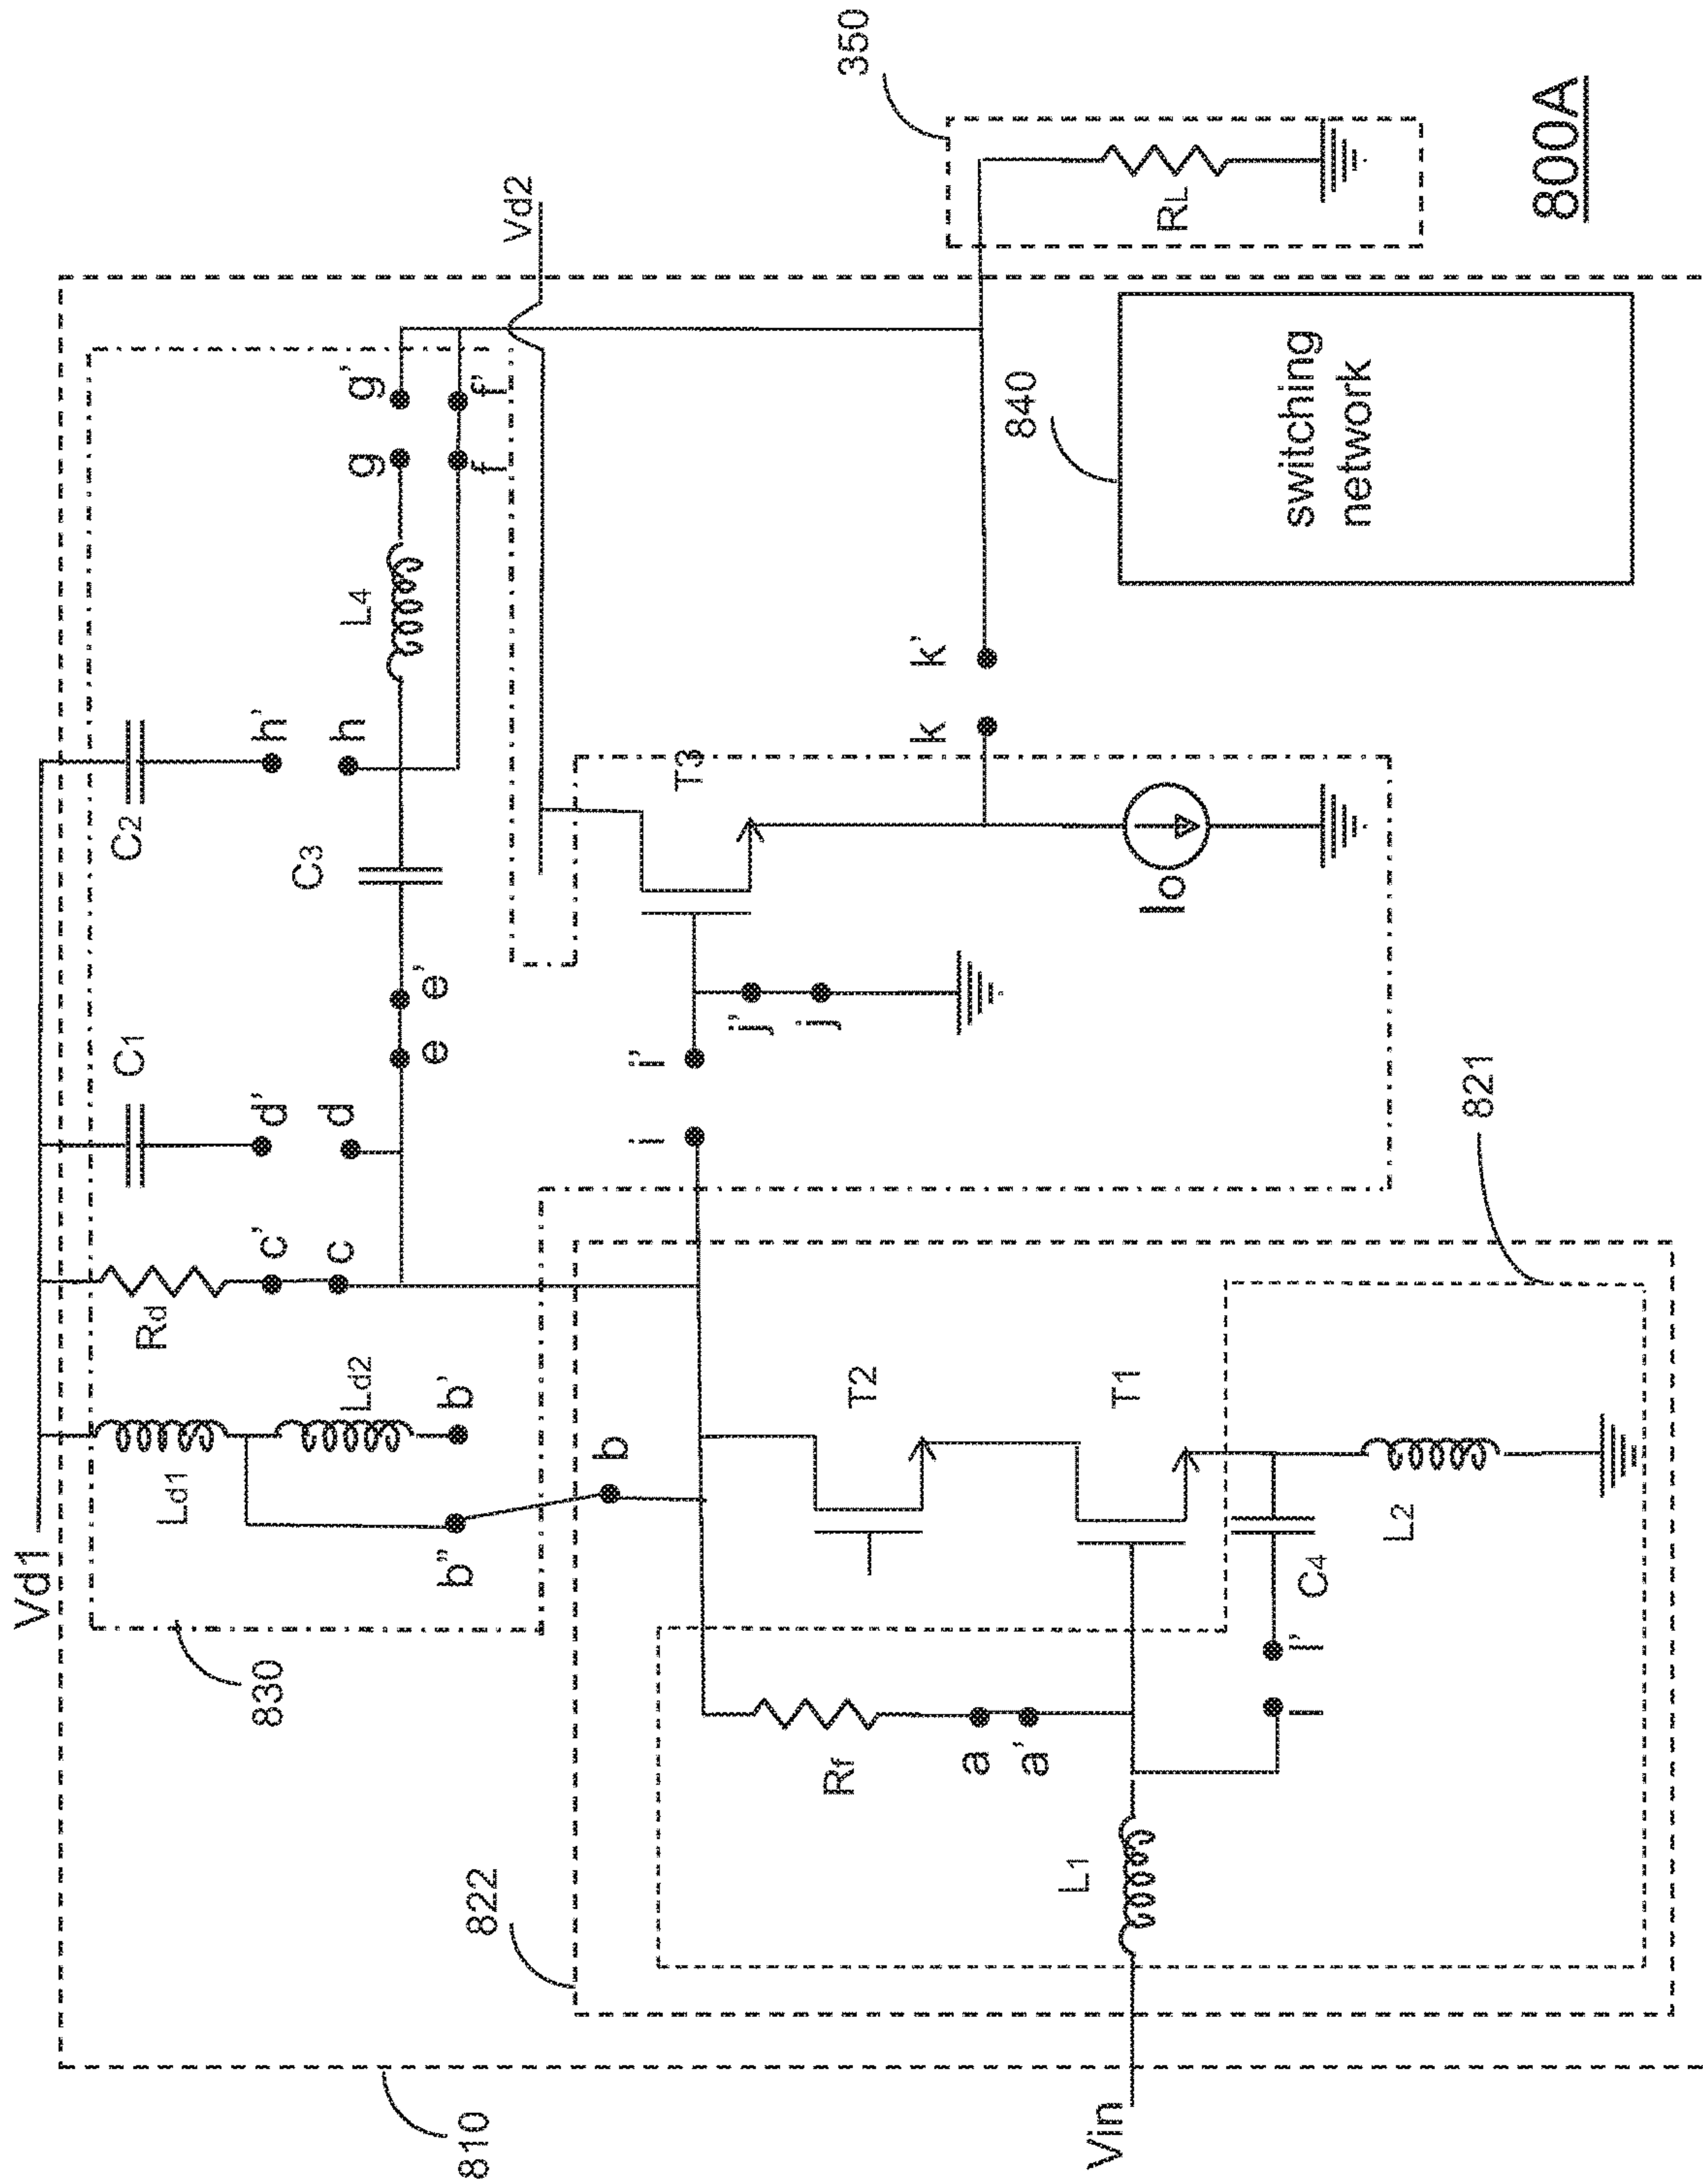 Vd1
C2
Rd
C1
c'
d'
h'
c
d
h
C3
L4
g
g'
e
e'
f
f'
Vd2
350
Ld1
Ld2
b'
b"
b
830
T3
i
i'
j'
j
k
k'
840
RL
Io
switching
network
822
T2
T1
Rf
a
a'
L1
l
l'
C4
L2
821
Vin
810
800A